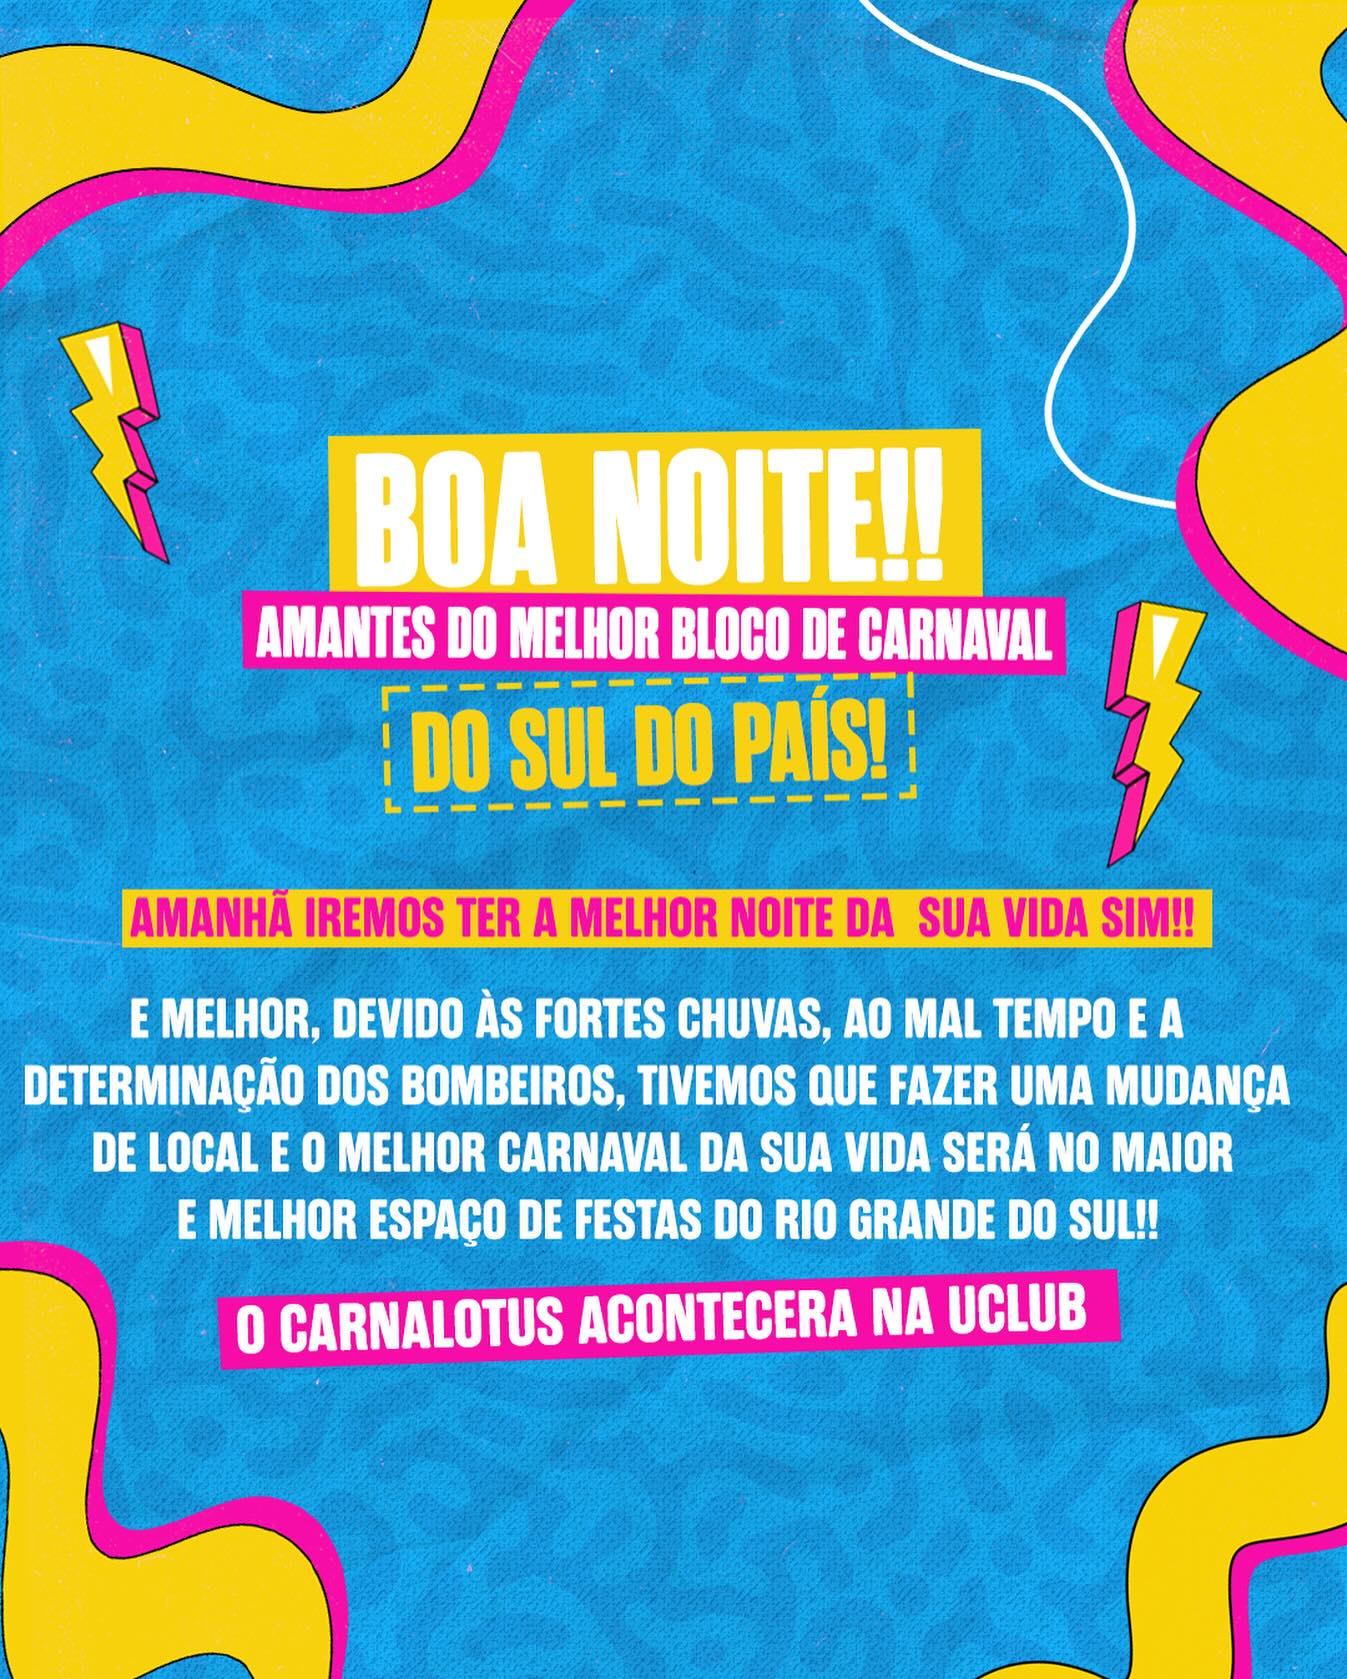 BOA NOITE!!
AMANTES DO MELHOR BLOCO DE CARNAVAL
DO SUL DO PAÍS!
AMANHÃ IREMOS TER A MELHOR NOITE DA SUA VIDA SIM!!
E MELHOR, DEVIDO ÀS FORTES CHUVAS, AO MAL TEMPO E A
DETERMINAÇÃO DOS BOMBEIROS, TIVEMOS QUE FAZER UMA MUDANÇA
DE LOCAL E O MELHOR CARNAVAL DA SUA VIDA SERÁ NO MAIOR
E MELHOR ESPAÇO DE FESTAS DO RIO GRANDE DO SUL!!
O CARNALOTUS ACONTECERA NA UCLUB